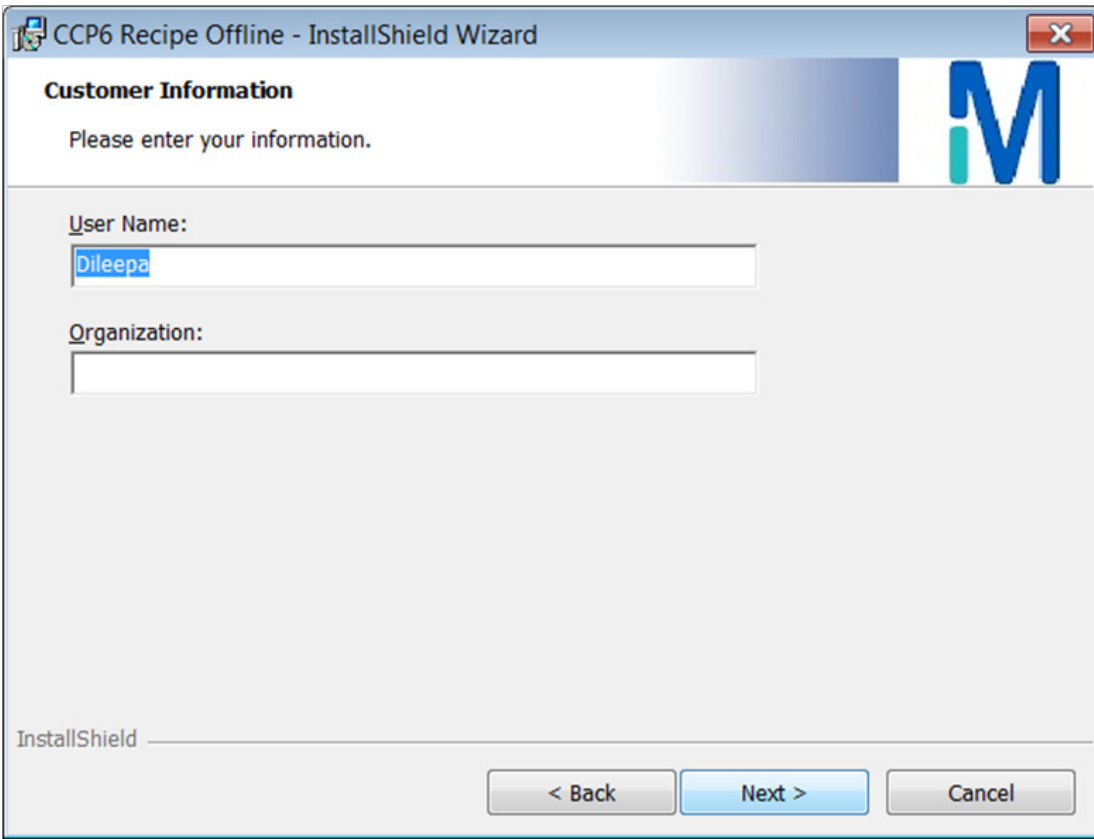 CCP6 Recipe Offline - InstallShield Wizard
Customer Information
Please enter your information.
User Name:
Dileepa
Organization:
InstallShield
< Back Next > Cancel